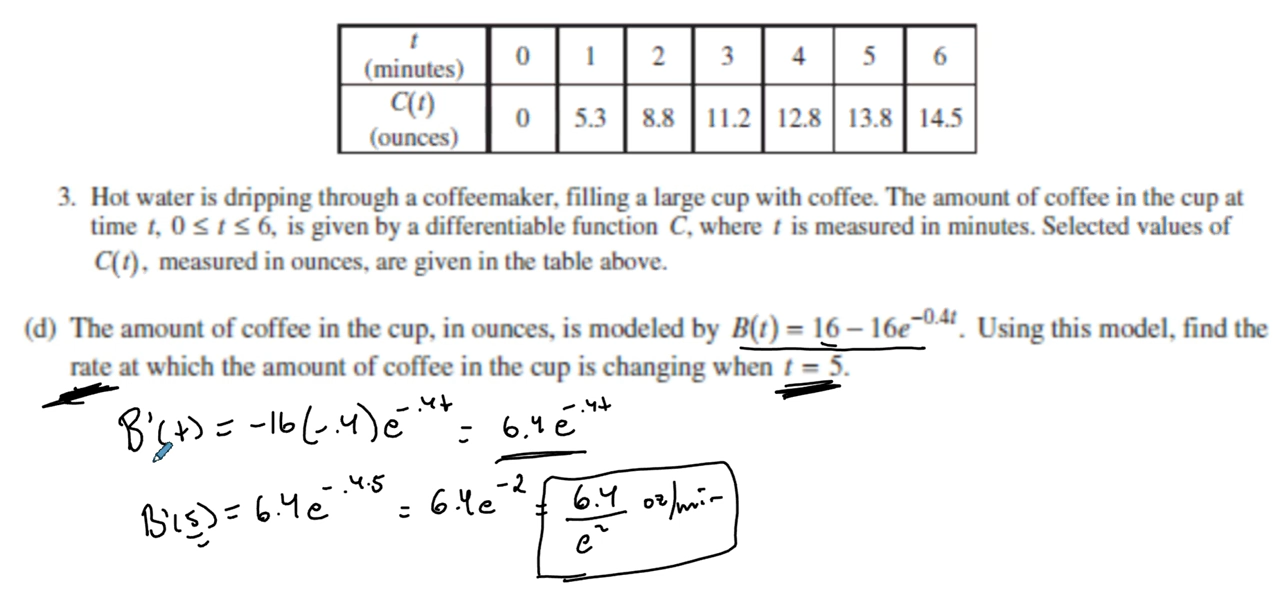 t (minutes) 0 1 2 3 4 5 6
C(t) (ounces) 0 5.3 8.8 11.2 12.8 13.8 14.5
3. Hot water is dripping through a coffeemaker, filling a large cup with coffee. The amount of coffee in the cup at
time t, 0 ≤ t ≤ 6, is given by a differentiable function C, where t is measured in minutes. Selected values of
C(t), measured in ounces, are given in the table above.
(d) The amount of coffee in the cup, in ounces, is modeled by B(t) = 16 – 16e^{-0.4t}. Using this model, find the
rate at which the amount of coffee in the cup is changing when t = 5.
B'(t) = -16(-.4)e^{-.4t} = 6.4e^{-.4t}
B'(5) = 6.4e^{-.4·5} = 6.4e^{-2} = 6.4/e^2 oz/min